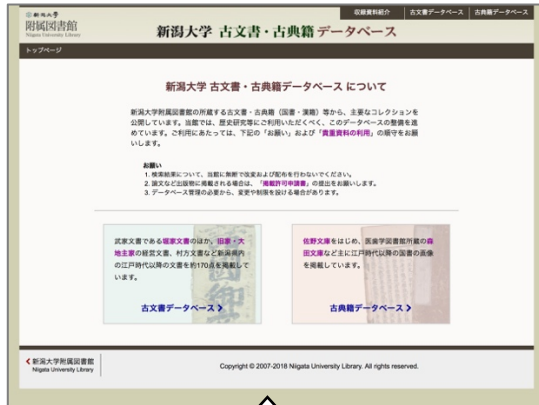 新潟大学
附属図書館
Niigata University Library
収録資料紹介
古文書データベース
古典籍データベース
新潟大学 古文書・古典籍データベース
トップページ
新潟大学 古文書・古典籍データベース について
新潟大学附属図書館の所蔵する古文書・古典籍（国書・漢籍）等から、主要なコレクションを
公開しています。当館では、歴史研究等にご利用いただくべく、このデータベースの整備を進
めています。ご利用にあたっては、下記の「お願い」および「貴重資料の利用」の順守をお願
いします。
お願い
1. 検索結果について、当館に無断で改変および配布を行わないでください。
2. 論文など出版物に掲載される場合は、「掲載許可申請書」の提出をお願いします。
3. データベース管理の必要から、変更や制限を設ける場合があります。
武家文書である堀家文書のほか、旧家・大
地主家の経営文書、村方文書など新潟県内
の江戸時代以降の文書を約170点を掲載して
います。
古文書データベース
佐野文庫をはじめ、医歯学図書館所蔵の森
田文庫など主に江戸時代以降の国書の画像
を掲載しています。
古典籍データベース
新潟大学附属図書館
Niigata University Library
Copyright © 2007-2018 Niigata University Library. All rights reserved.